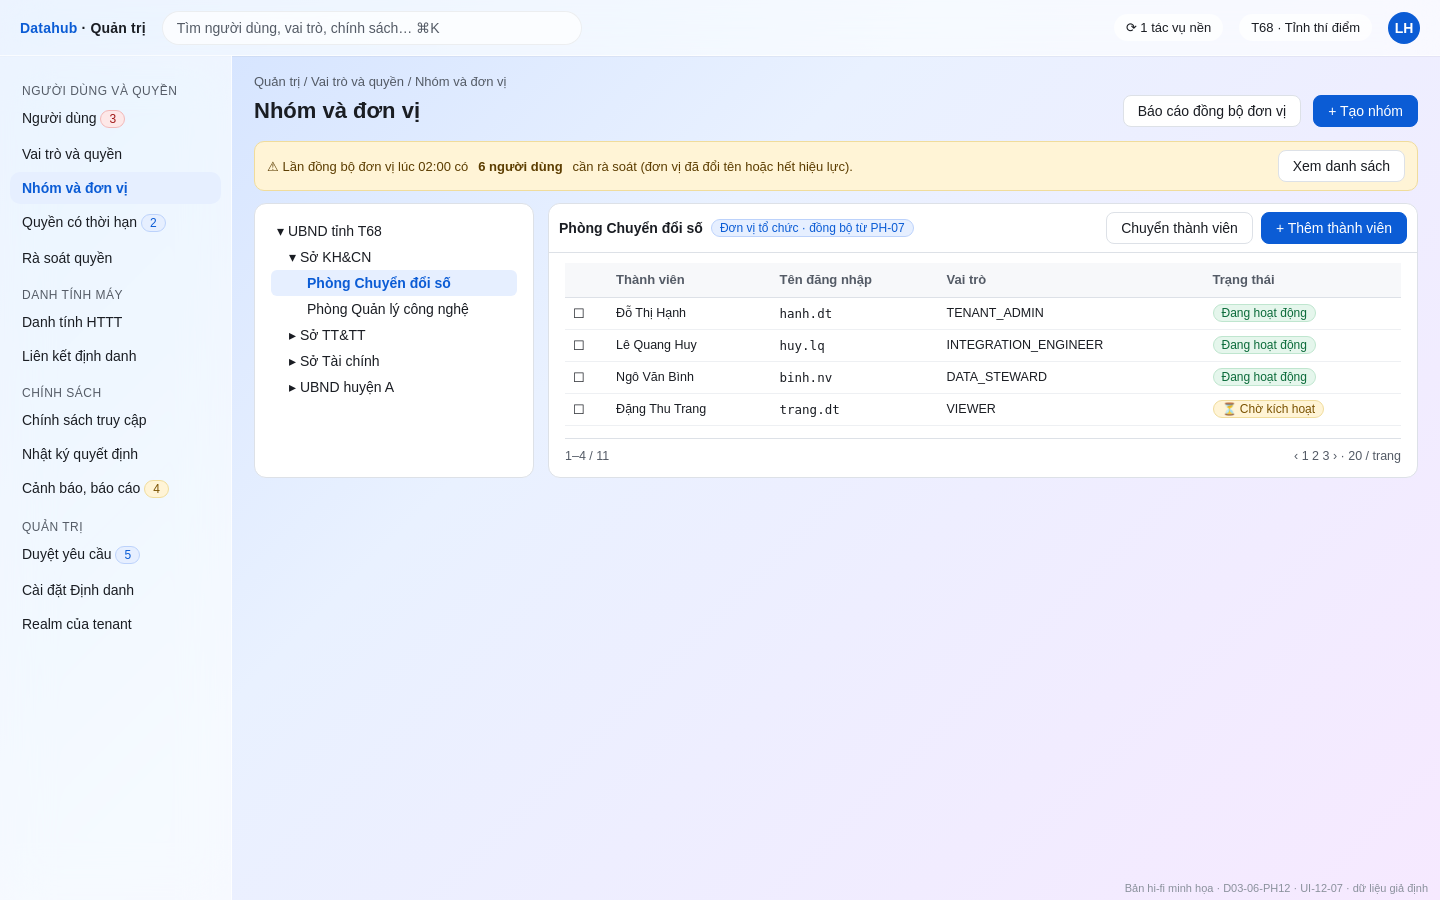 Datahub · Quản trị
Tìm người dùng, vai trò, chính sách… ⌘K
⟳ 1 tác vụ nền
T68 · Tỉnh thí điểm
LH
NGƯỜI DÙNG VÀ QUYỀN
Người dùng 3
Vai trò và quyền
Nhóm và đơn vị
Quyền có thời hạn 2
Rà soát quyền
DANH TÍNH MÁY
Danh tính HTTT
Liên kết định danh
CHÍNH SÁCH
Chính sách truy cập
Nhật ký quyết định
Cảnh báo, báo cáo 4
QUẢN TRỊ
Duyệt yêu cầu 5
Cài đặt Định danh
Realm của tenant
Quản trị / Vai trò và quyền / Nhóm và đơn vị
Nhóm và đơn vị
Báo cáo đồng bộ đơn vị
+ Tạo nhóm
⚠ Lần đồng bộ đơn vị lúc 02:00 có 6 người dùng cần rà soát (đơn vị đã đổi tên hoặc hết hiệu lực).
Xem danh sách
▾ UBND tỉnh T68
▾ Sở KH&CN
Phòng Chuyển đổi số
Phòng Quản lý công nghệ
▸ Sở TT&TT
▸ Sở Tài chính
▸ UBND huyện A
Phòng Chuyển đổi số
Đơn vị tổ chức · đồng bộ từ PH-07
Chuyển thành viên
+ Thêm thành viên
Thành viên Tên đăng nhập Vai trò Trạng thái
☐ Đỗ Thị Hạnh hanh.dt TENANT_ADMIN Đang hoạt động
☐ Lê Quang Huy huy.lq INTEGRATION_ENGINEER Đang hoạt động
☐ Ngô Văn Bình binh.nv DATA_STEWARD Đang hoạt động
☐ Đặng Thu Trang trang.dt VIEWER ⏳ Chờ kích hoạt
1–4 / 11
‹ 1 2 3 › · 20 / trang
Bản hi-fi minh họa · D03-06-PH12 · UI-12-07 · dữ liệu giả định